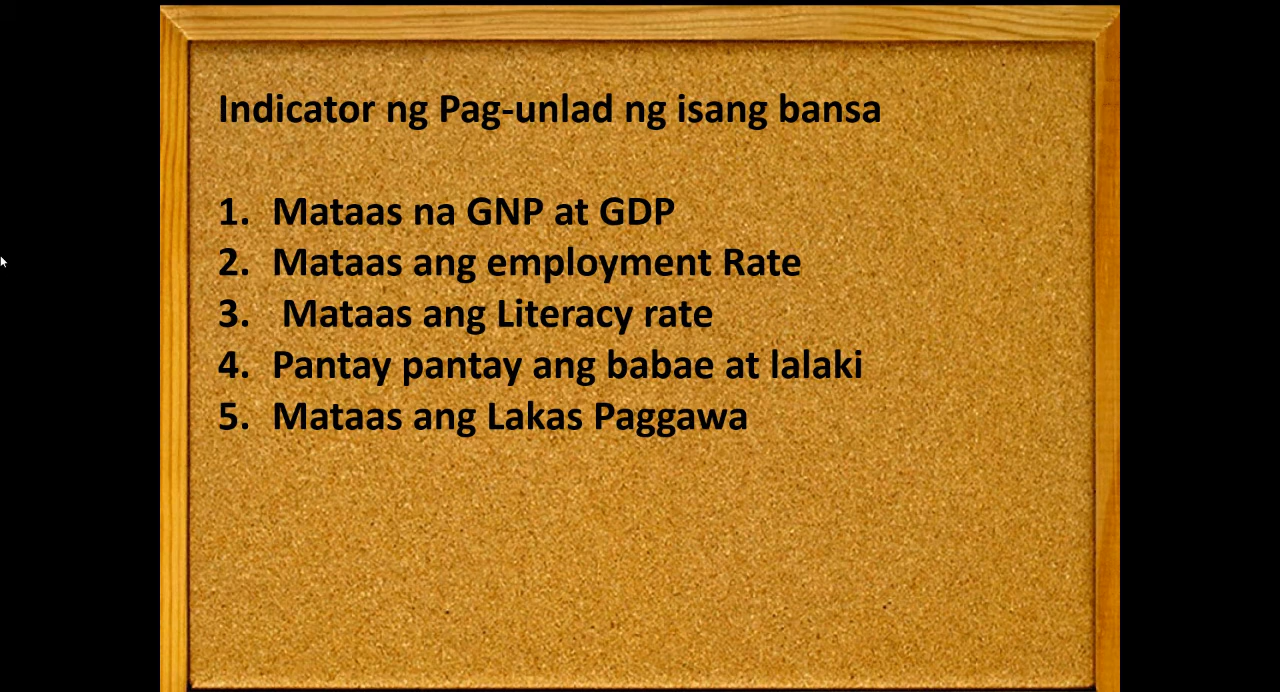 Indicator ng Pag-unlad ng isang bansa
1. Mataas na GNP at GDP
2. Mataas ang employment Rate
3. Mataas ang Literacy rate
4. Pantay pantay ang babae at lalaki
5. Mataas ang Lakas Paggawa